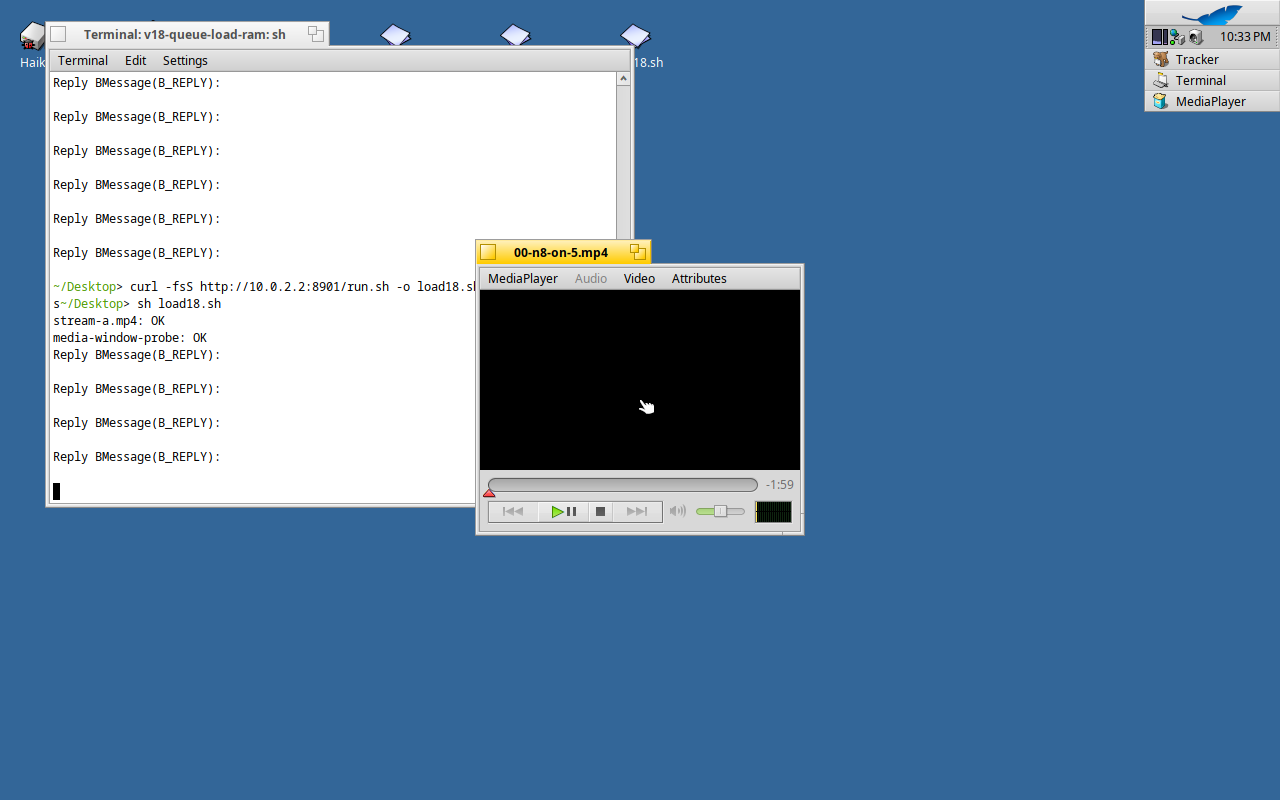 Terminal: v18-queue-load-ram: sh
Haik
18.sh
Terminal Edit Settings
Reply BMessage(B_REPLY):
Reply BMessage(B_REPLY):
Reply BMessage(B_REPLY):
Reply BMessage(B_REPLY):
Reply BMessage(B_REPLY):
Reply BMessage(B_REPLY):
~/Desktop> curl -fsS http://10.0.2.2:8901/run.sh -o load18.sh
s~/Desktop> sh load18.sh
stream-a.mp4: OK
media-window-probe: OK
Reply BMessage(B_REPLY):
Reply BMessage(B_REPLY):
Reply BMessage(B_REPLY):
Reply BMessage(B_REPLY):
00-n8-on-5.mp4
MediaPlayer Audio Video Attributes
-1:59
10:33 PM
Tracker
Terminal
MediaPlayer